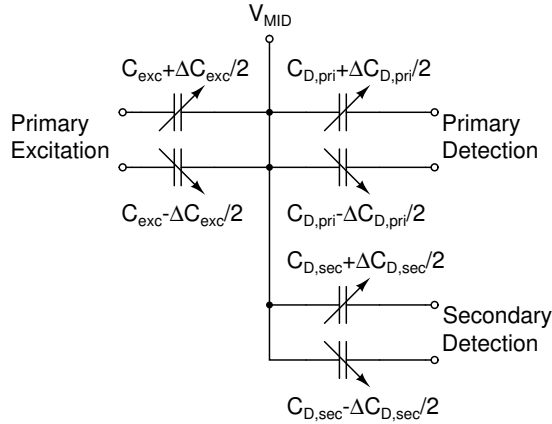 V_MID
C_exc+ΔC_exc/2
C_D,pri+ΔC_D,pri/2
Primary
Excitation
Primary
Detection
C_exc-ΔC_exc/2
C_D,pri-ΔC_D,pri/2
C_D,sec+ΔC_D,sec/2
Secondary
Detection
C_D,sec-ΔC_D,sec/2